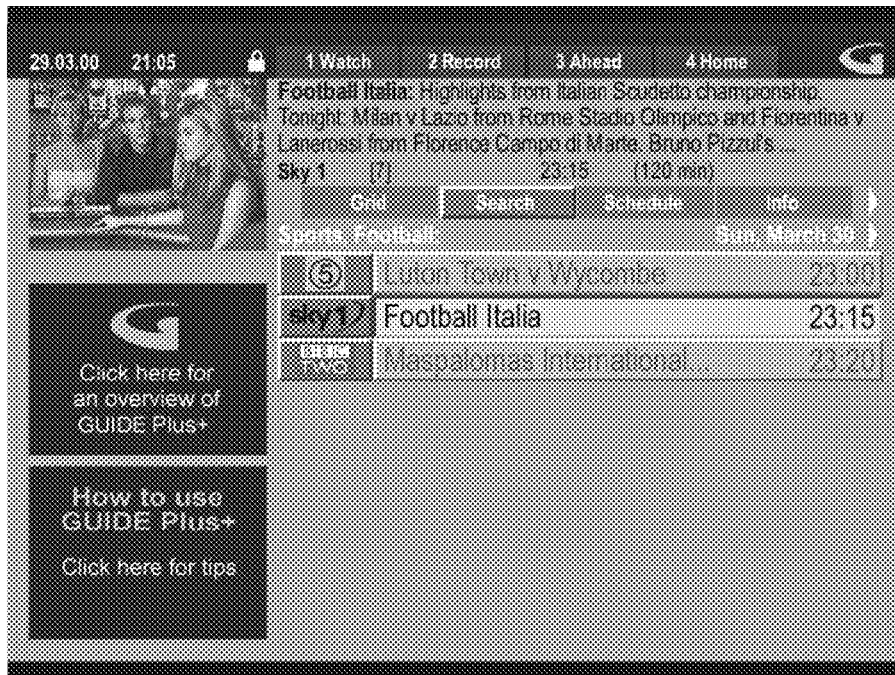 29.03.00 21:05 1 Watch 2 Record 3 Ahead 4 Home
Football Italia: Highlights from Italian Scudetto championship.
Tonight: Milan v Lazio from Rome Stadio Olimpico and Fiorentina v
Lanerossi from Florence Campo di Marte. Bruno Pizzul's ...
Sky 1 [7] 23:15 (120 min)
Grid Search Schedule Info
Sports, Football: Sun, March 30
5 Luton Town v Wycombe 23:00
sky 1 Football Italia 23:15
BBC TWO Maspalomas International... 23:20
Click here for
an overview of
GUIDE Plus+
How to use
GUIDE Plus+
Click here for tips